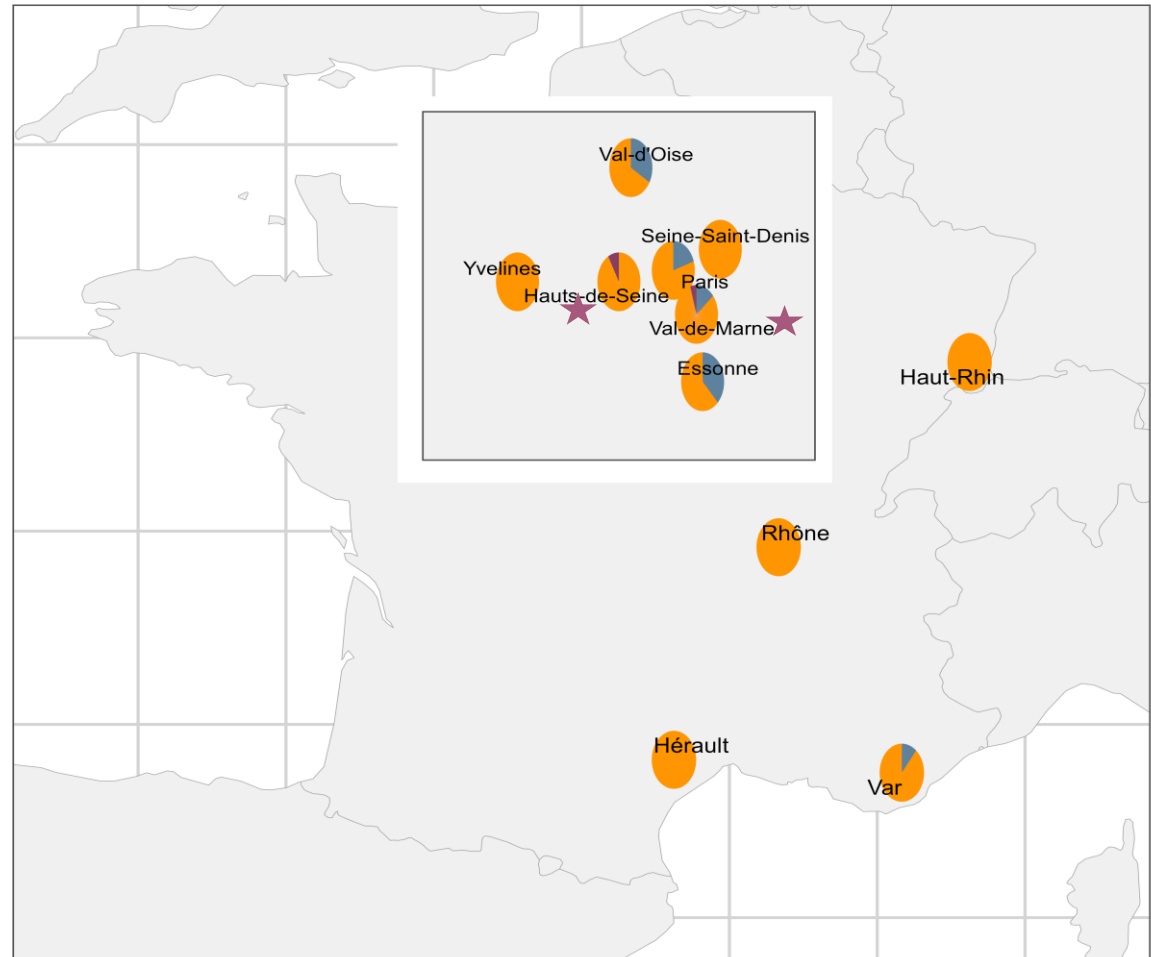 Val-d'Oise
Seine-Saint-Denis
Yvelines
Paris
Hauts-de-Seine
Val-de-Marne
Essonne
Haut-Rhin
Rhône
Hérault
Var